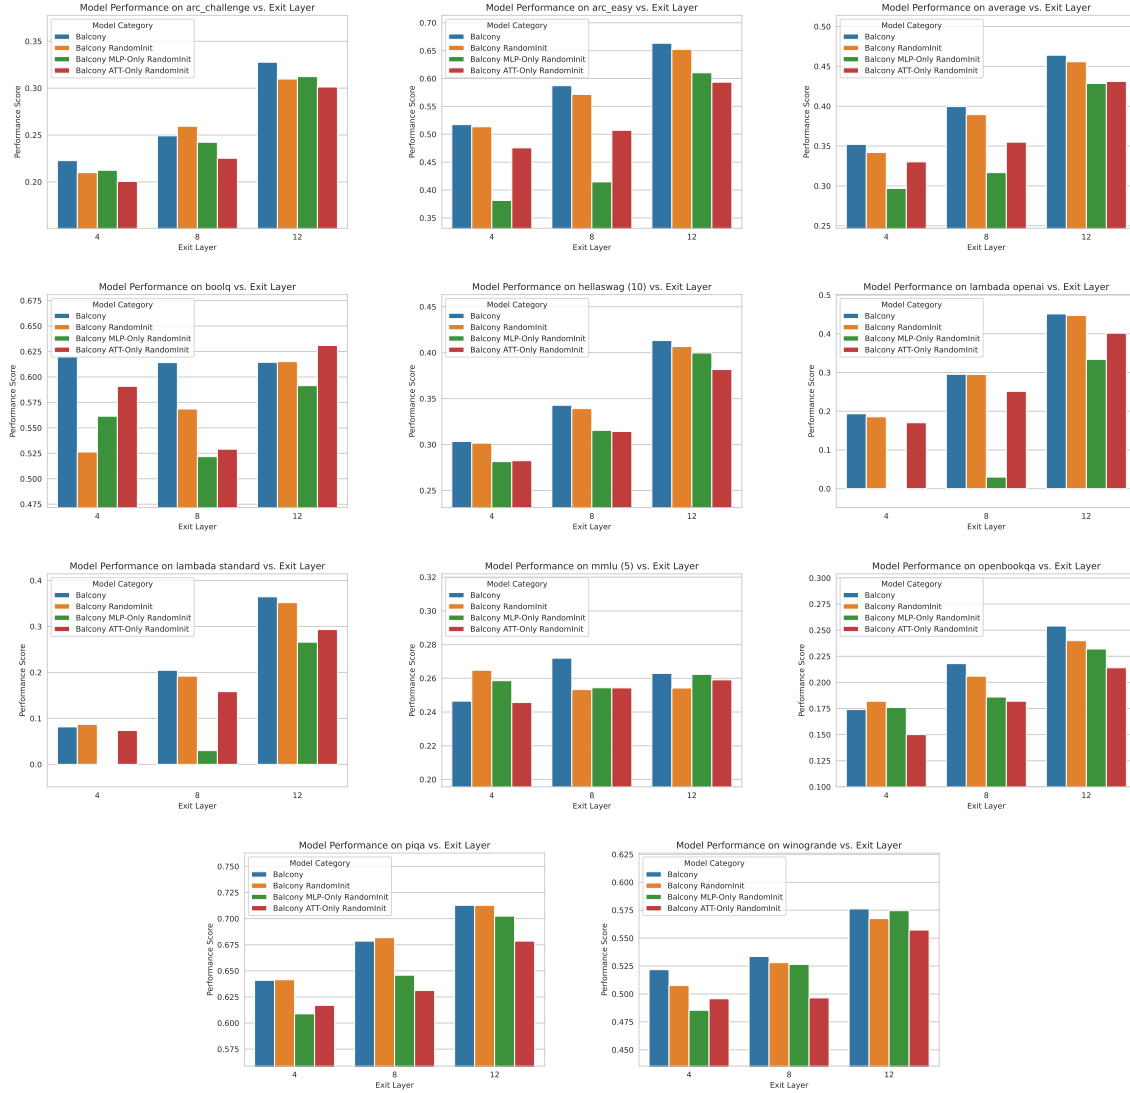 Model Performance on arc_challenge vs. Exit Layer
Model Category
Balcony
Balcony RandomInit
Balcony MLP-Only RandomInit
Balcony ATT-Only RandomInit
Performance Score
0.35
0.30
0.25
0.20
4 8 12
Exit Layer
Model Performance on arc_easy vs. Exit Layer
Model Category
Balcony
Balcony RandomInit
Balcony MLP-Only RandomInit
Balcony ATT-Only RandomInit
Performance Score
0.70
0.65
0.60
0.55
0.50
0.45
0.40
0.35
4 8 12
Exit Layer
Model Performance on average vs. Exit Layer
Model Category
Balcony
Balcony RandomInit
Balcony MLP-Only RandomInit
Balcony ATT-Only RandomInit
Performance Score
0.50
0.45
0.40
0.35
0.30
0.25
4 8 12
Exit Layer
Model Performance on boolq vs. Exit Layer
Model Category
Balcony
Balcony RandomInit
Balcony MLP-Only RandomInit
Balcony ATT-Only RandomInit
Performance Score
0.675
0.650
0.625
0.600
0.575
0.550
0.525
0.500
0.475
4 8 12
Exit Layer
Model Performance on hellaswag (10) vs. Exit Layer
Model Category
Balcony
Balcony RandomInit
Balcony MLP-Only RandomInit
Balcony ATT-Only RandomInit
Performance Score
0.45
0.40
0.35
0.30
0.25
4 8 12
Exit Layer
Model Performance on lambada openai vs. Exit Layer
Model Category
Balcony
Balcony RandomInit
Balcony MLP-Only RandomInit
Balcony ATT-Only RandomInit
Performance Score
0.5
0.4
0.3
0.2
0.1
0.0
4 8 12
Exit Layer
Model Performance on lambada standard vs. Exit Layer
Model Category
Balcony
Balcony RandomInit
Balcony MLP-Only RandomInit
Balcony ATT-Only RandomInit
Performance Score
0.4
0.3
0.2
0.1
0.0
4 8 12
Exit Layer
Model Performance on mmlu (5) vs. Exit Layer
Model Category
Balcony
Balcony RandomInit
Balcony MLP-Only RandomInit
Balcony ATT-Only RandomInit
Performance Score
0.32
0.30
0.28
0.26
0.24
0.22
0.20
4 8 12
Exit Layer
Model Performance on openbookqa vs. Exit Layer
Model Category
Balcony
Balcony RandomInit
Balcony MLP-Only RandomInit
Balcony ATT-Only RandomInit
Performance Score
0.300
0.275
0.250
0.225
0.200
0.175
0.150
0.125
0.100
4 8 12
Exit Layer
Model Performance on piqa vs. Exit Layer
Model Category
Balcony
Balcony RandomInit
Balcony MLP-Only RandomInit
Balcony ATT-Only RandomInit
Performance Score
0.750
0.725
0.700
0.675
0.650
0.625
0.600
0.575
4 8 12
Exit Layer
Model Performance on winogrande vs. Exit Layer
Model Category
Balcony
Balcony RandomInit
Balcony MLP-Only RandomInit
Balcony ATT-Only RandomInit
Performance Score
0.625
0.600
0.575
0.550
0.525
0.500
0.475
0.450
4 8 12
Exit Layer